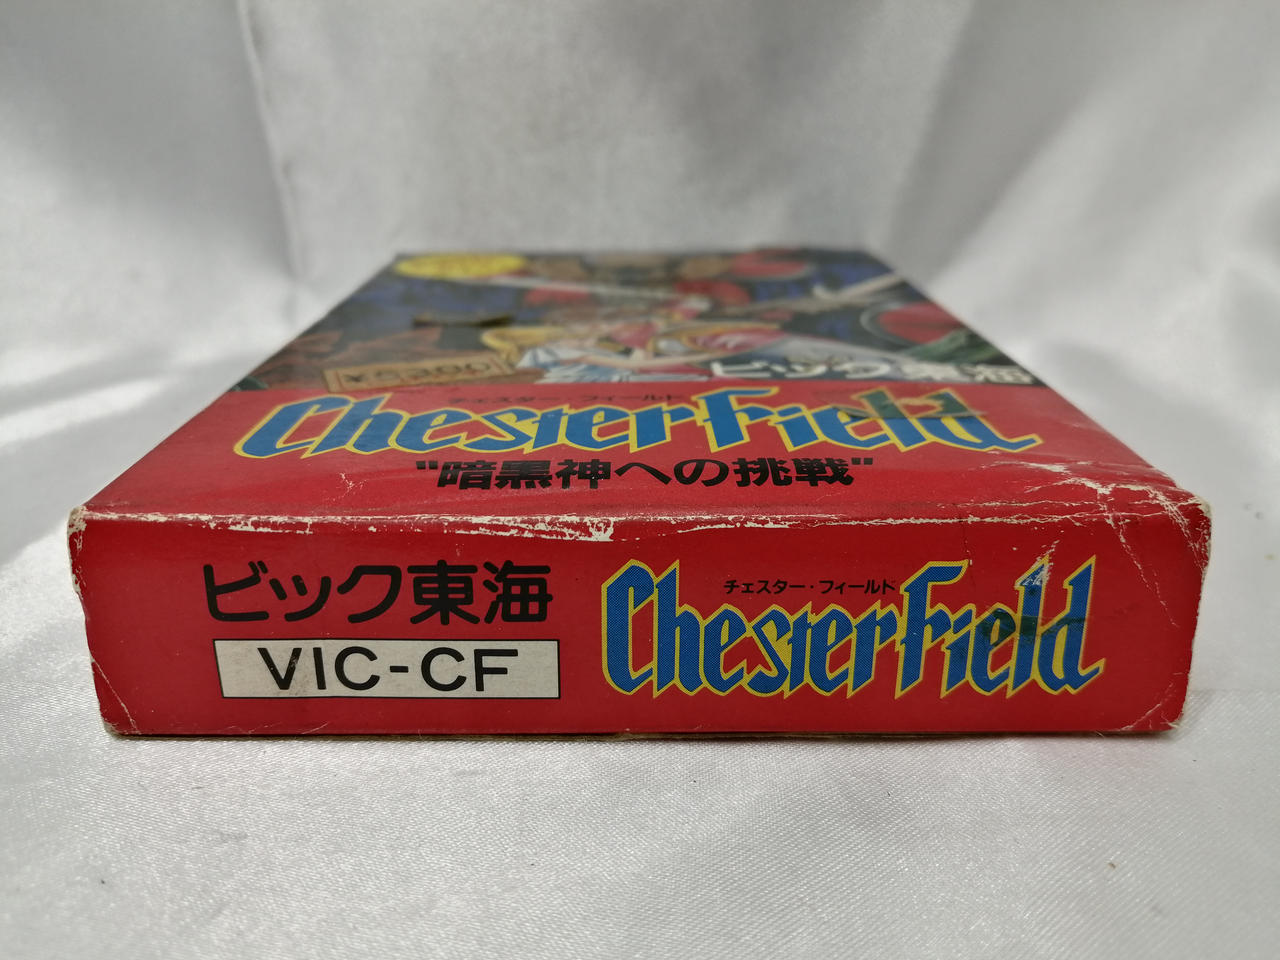 ビック東海
チェスター フィールド
Chesterfield
"暗黒神への挑戦"
ビック東海
VIC-CF
チェスター・フィールド
Chesterfield